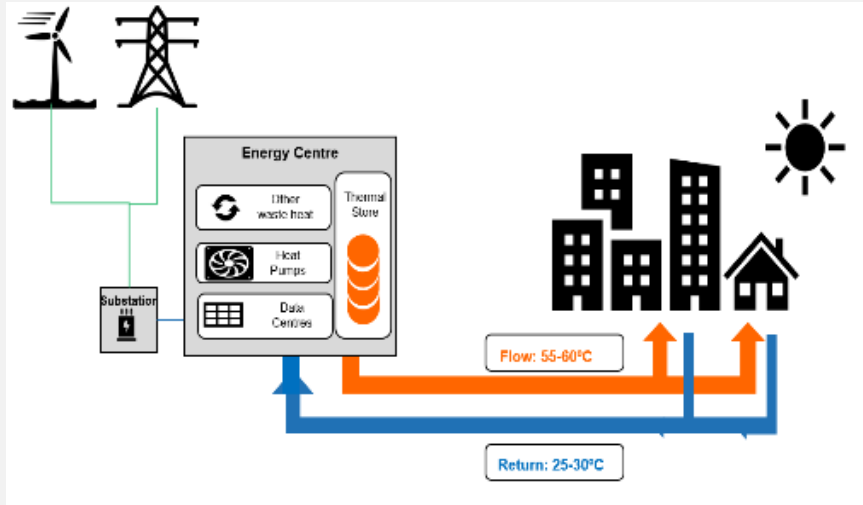 Energy Centre
Other
waste heat
Thermal
Store
Heat
Pumps
Data
Centres
Substation
Flow: 55-60ºC
Return: 25-30ºC